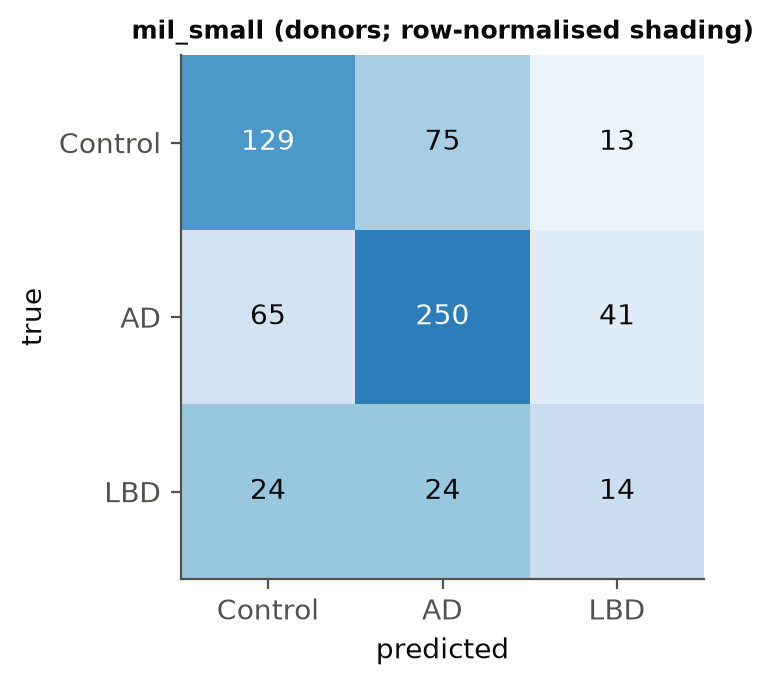 mil_small (donors; row-normalised shading)
Control 129 75 13
AD 65 250 41
LBD 24 24 14
Control AD LBD
predicted
true